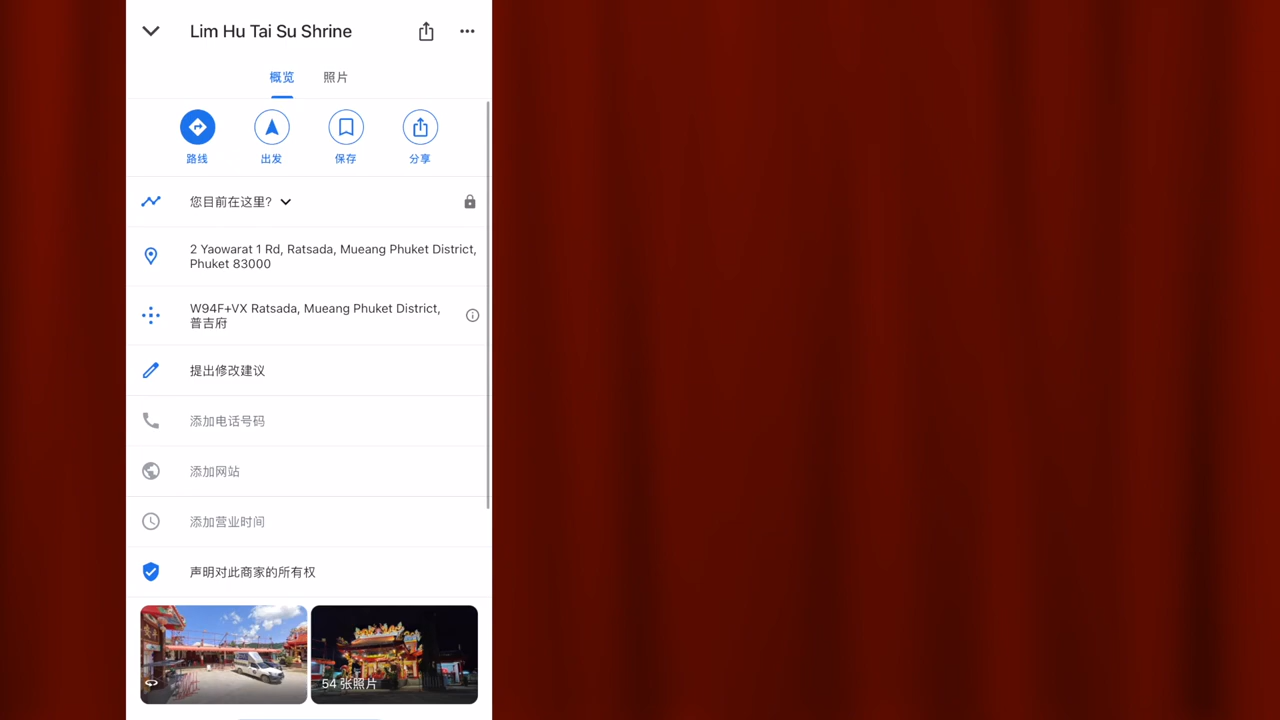 Lim Hu Tai Su Shrine
概览
照片
路线
出发
保存
分享
您目前在这里?
2 Yaowarat 1 Rd, Ratsada, Mueang Phuket District,
Phuket 83000
W94F+VX Ratsada, Mueang Phuket District,
普吉府
提出修改建议
添加电话号码
添加网站
添加营业时间
声明对此商家的所有权
54 张照片